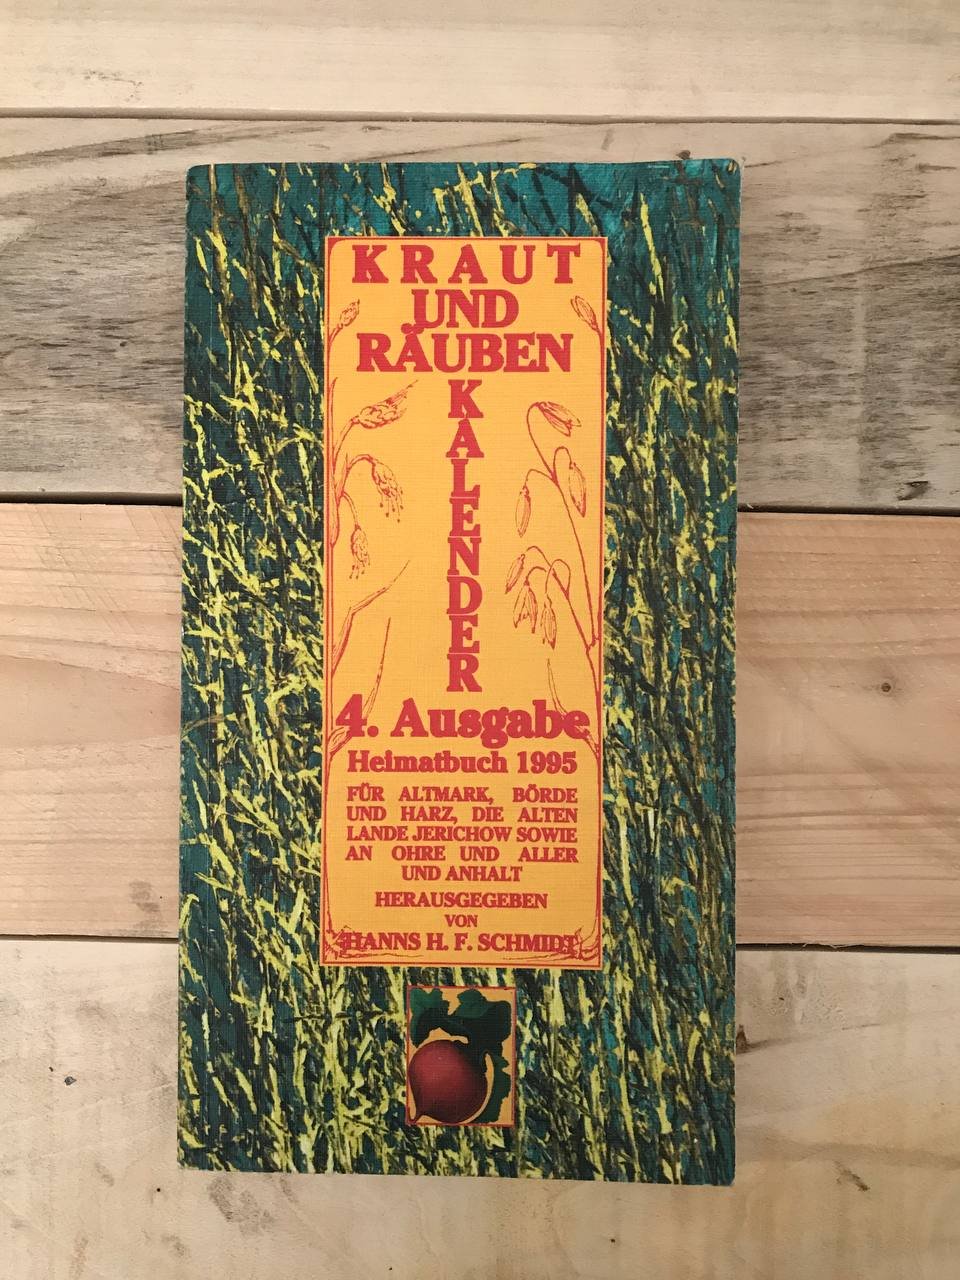 KRAUT
UND
RÄUBEN
KALENDER
4. Ausgabe
Heimatbuch 1995
FÜR ALTMARK, BÖRDE
UND HARZ, DIE ALTEN
LANDE JERICHOW SOWIE
AN OHRE UND ALLER
UND ANHALT
HERAUSGEGEBEN
VON
HANNS H. F. SCHMIDT